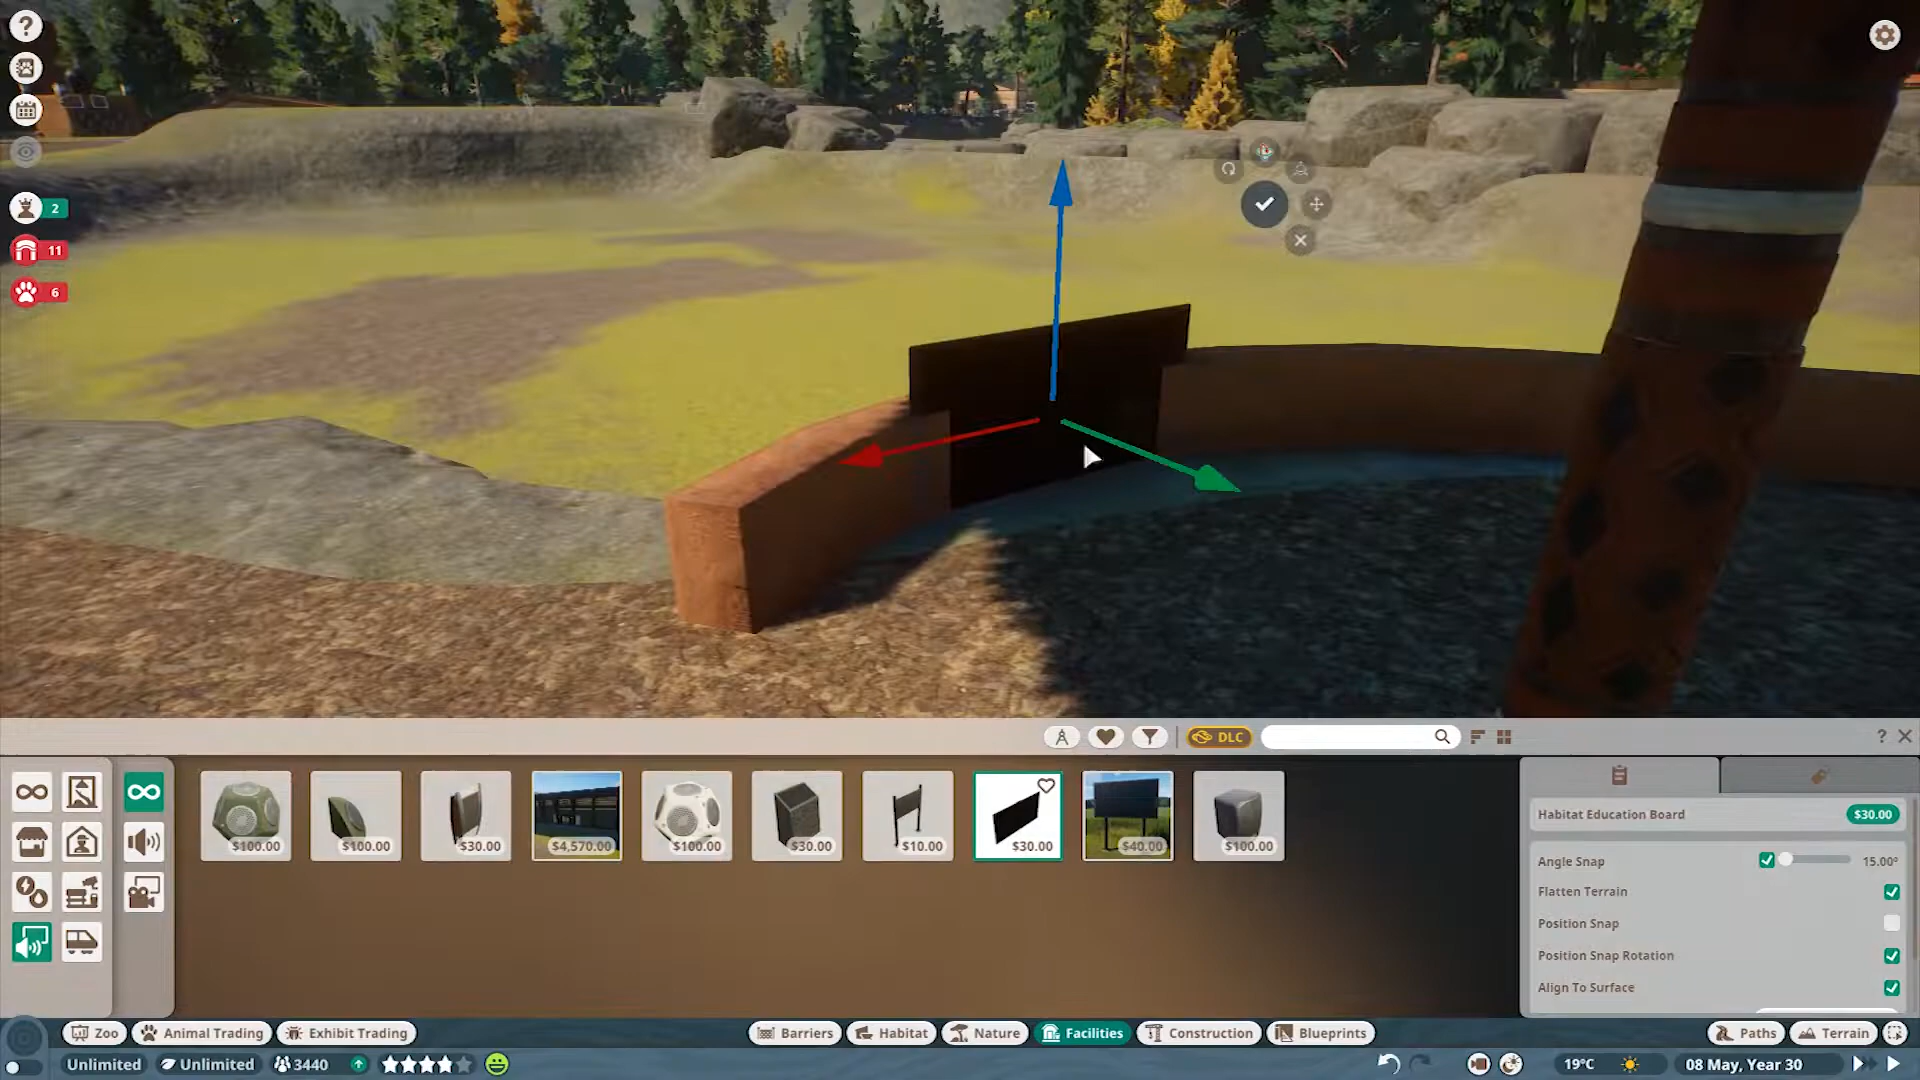 ?
2
11
6
DLC
?
$100.00
$100.00
$30.00
$4,570.00
$100.00
$30.00
$10.00
$30.00
$40.00
$100.00
Habitat Education Board
$30.00
Angle Snap
15.00°
Flatten Terrain
Position Snap
Position Snap Rotation
Align To Surface
Zoo
Animal Trading
Exhibit Trading
Barriers
Habitat
Nature
Facilities
Construction
Blueprints
Paths
Terrain
Unlimited
Unlimited
3440
19°C
08 May, Year 30